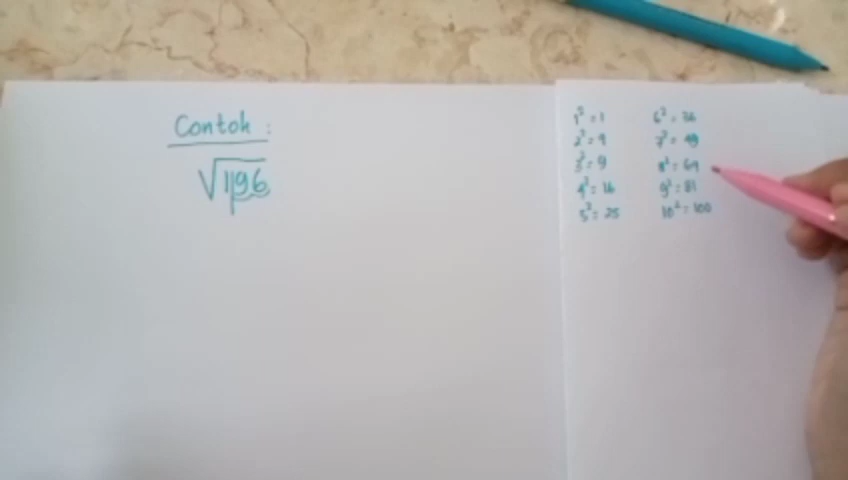 Contoh :
√196
1² = 1
2² = 4
3² = 9
4² = 16
5² = 25
6² = 36
7² = 49
8² = 64
9² = 81
10² = 100